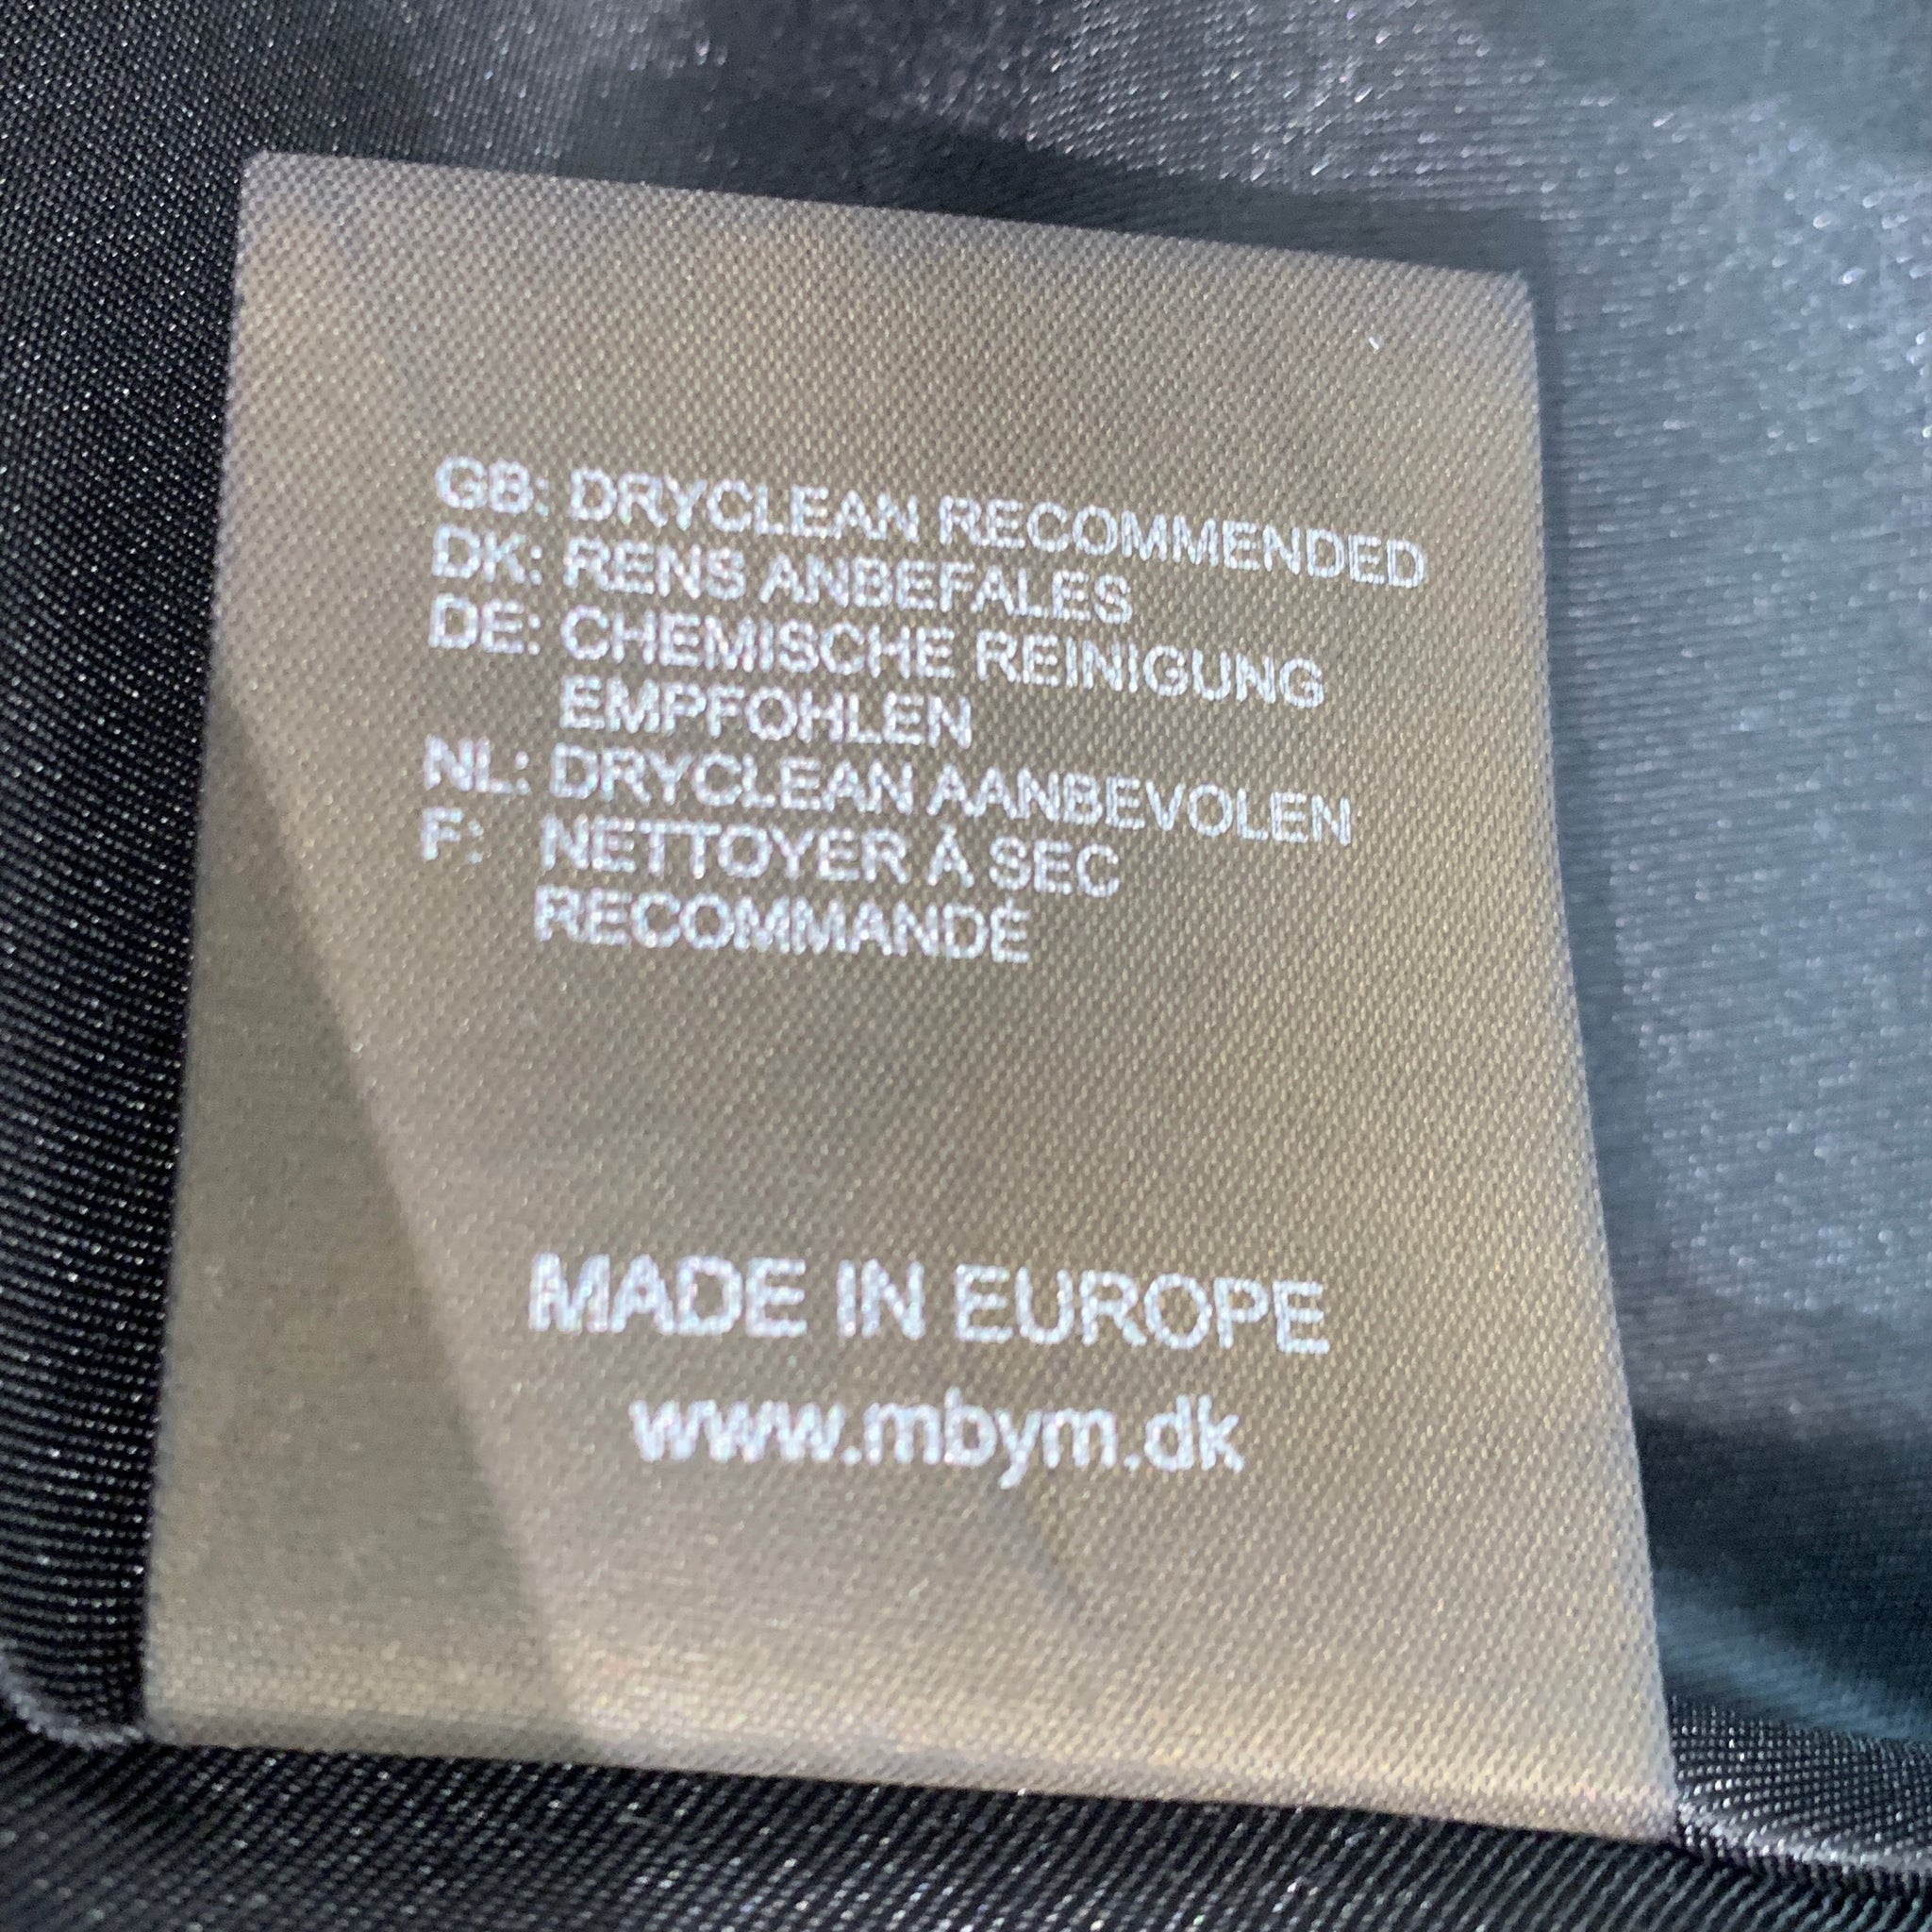 GB: DRYCLEAN RECOMMENDED
DK: RENS ANBEFALES
DE: CHEMISCHE REINIGUNG
EMPFOHLEN
NL: DRYCLEAN AANBEVOLEN
F: NETTOYER À SEC
RECOMMANDÉ
MADE IN EUROPE
www.mbym.dk